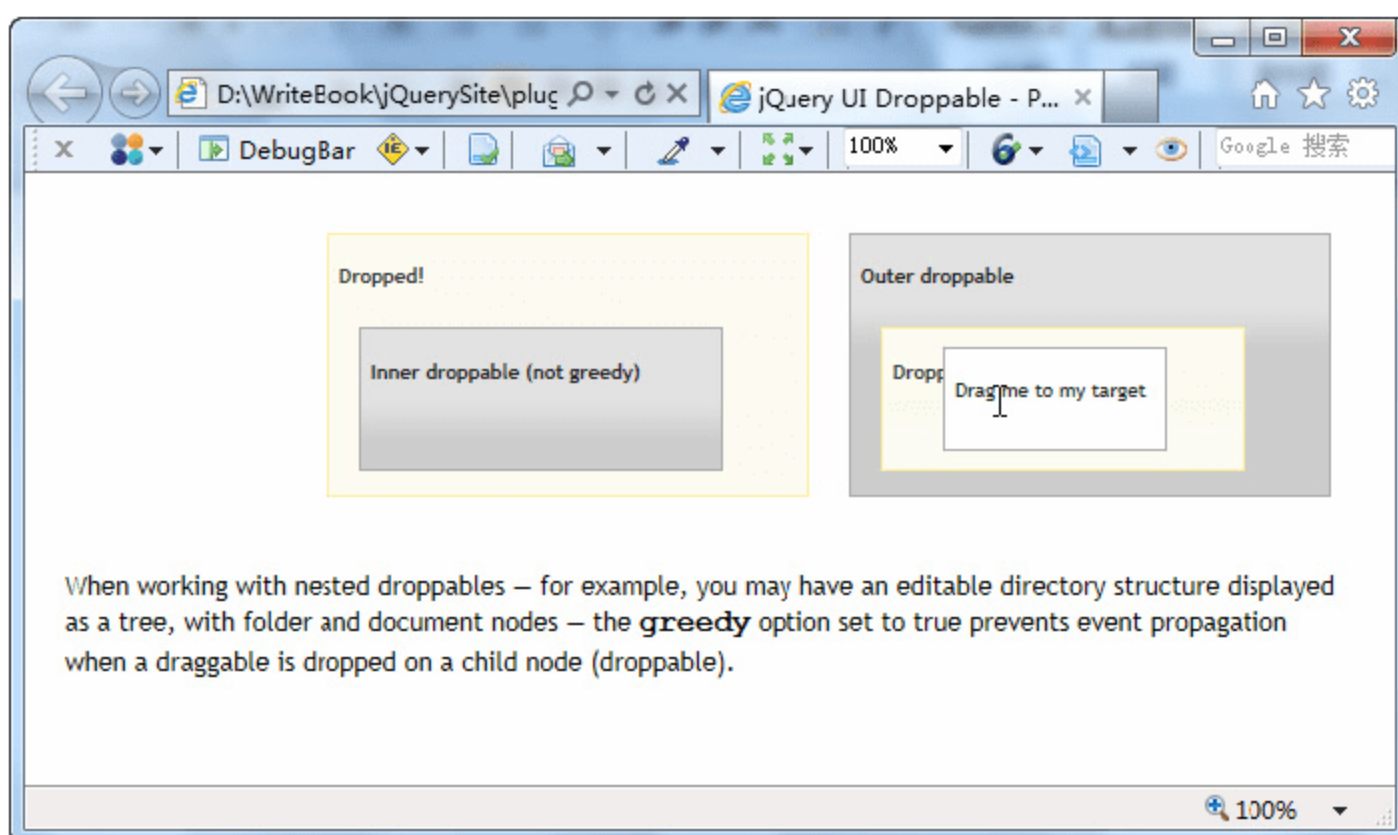 D:\WriteBook\jQuerySite\plug
jQuery UI Droppable - P...
DebugBar
100%
Google 搜索
Dropped!
Outer droppable
Inner droppable (not greedy)
Dropp
Drag me to my target
When working with nested droppables — for example, you may have an editable directory structure displayed
as a tree, with folder and document nodes — the greedy option set to true prevents event propagation
when a draggable is dropped on a child node (droppable).
100%